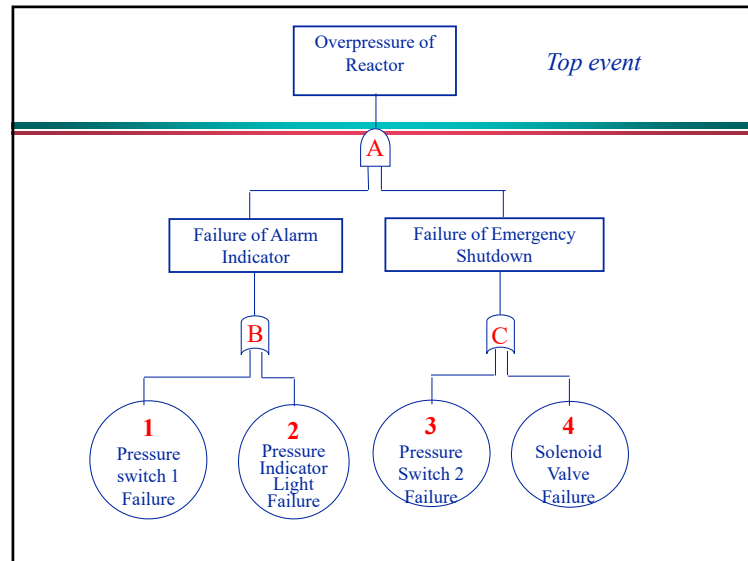 Overpressure of
Reactor
Top event
A
Failure of Alarm
Indicator
Failure of Emergency
Shutdown
B
C
1
Pressure
switch 1
Failure
2
Pressure
Indicator
Light
Failure
3
Pressure
Switch 2
Failure
4
Solenoid
Valve
Failure